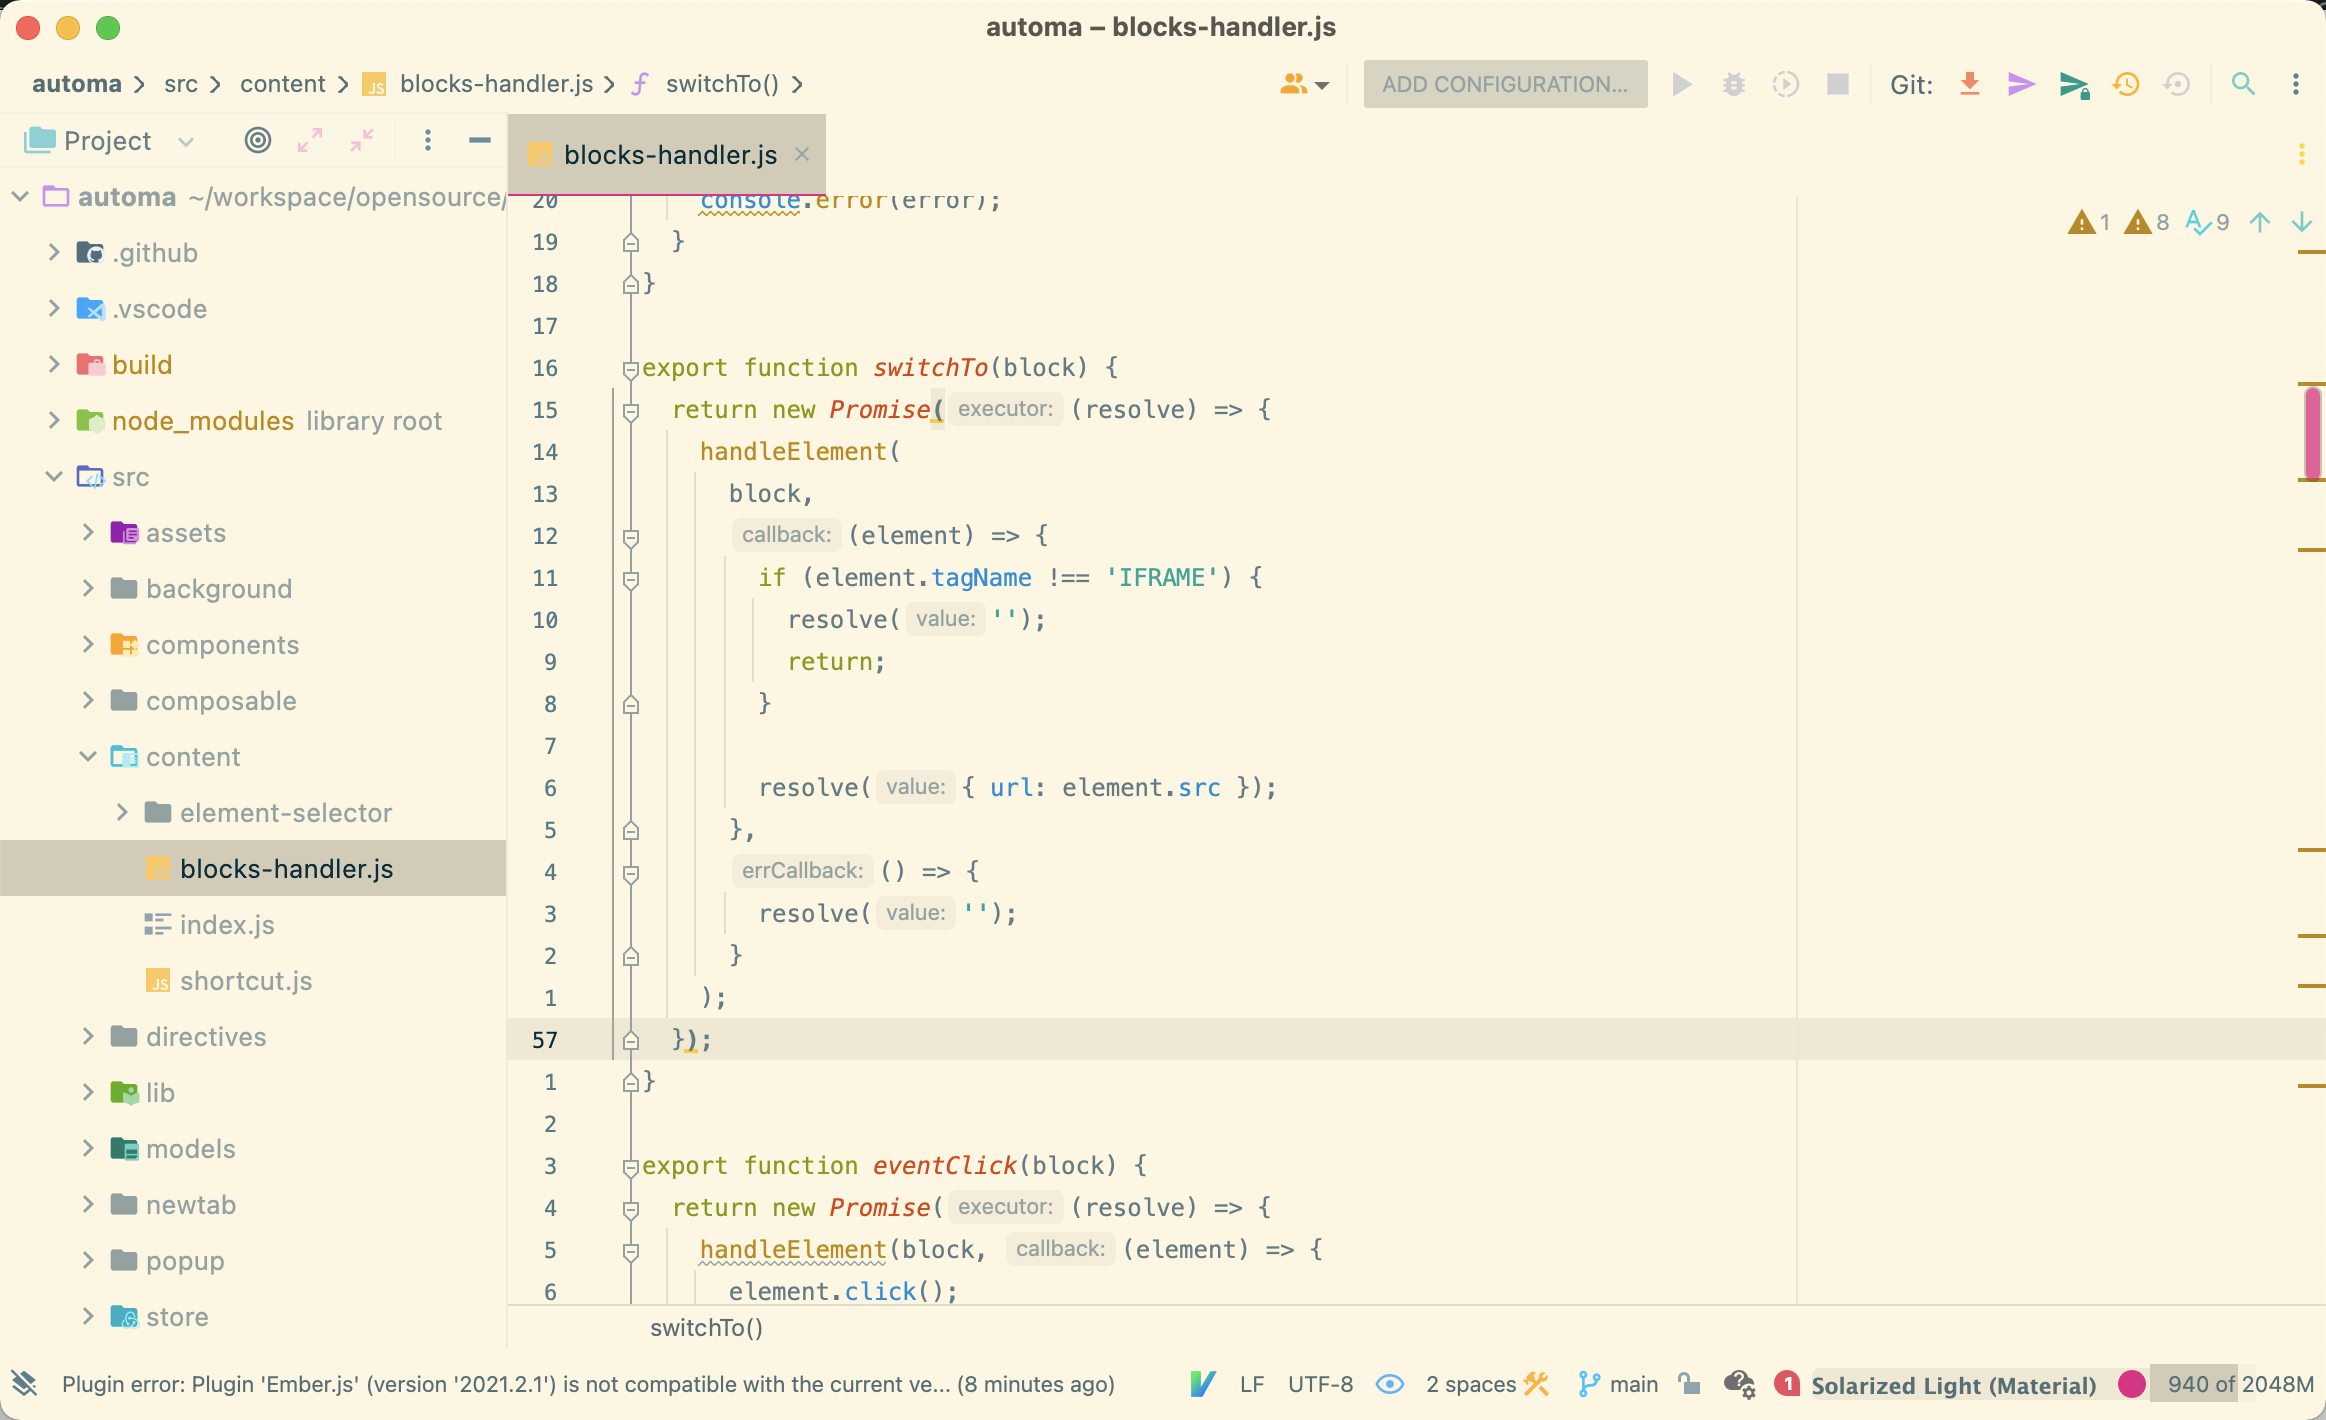 automa – blocks-handler.js
automa src content JS blocks-handler.js ƒ switchTo() ADD CONFIGURATION... Git:
Project
blocks-handler.js
automa ~/workspace/opensource/
.github
.vscode
build
node_modules library root
src
assets
background
components
composable
content
element-selector
blocks-handler.js
index.js
JS shortcut.js
directives
lib
models
newtab
popup
store
1 8 9
20 console.error(error);
19 }
18 }
17
16 export function switchTo(block) {
15 return new Promise( executor: (resolve) => {
14 handleElement(
13 block,
12 callback: (element) => {
11 if (element.tagName !== 'IFRAME') {
10 resolve( value: '');
9 return;
8 }
7
6 resolve( value: { url: element.src });
5 },
4 errCallback: () => {
3 resolve( value: '');
2 }
1 );
57 });
1 }
2
3 export function eventClick(block) {
4 return new Promise( executor: (resolve) => {
5 handleElement(block, callback: (element) => {
6 element.click();
switchTo()
Plugin error: Plugin 'Ember.js' (version '2021.2.1') is not compatible with the current ve... (8 minutes ago) LF UTF-8 2 spaces main 1 Solarized Light (Material) 940 of 2048M